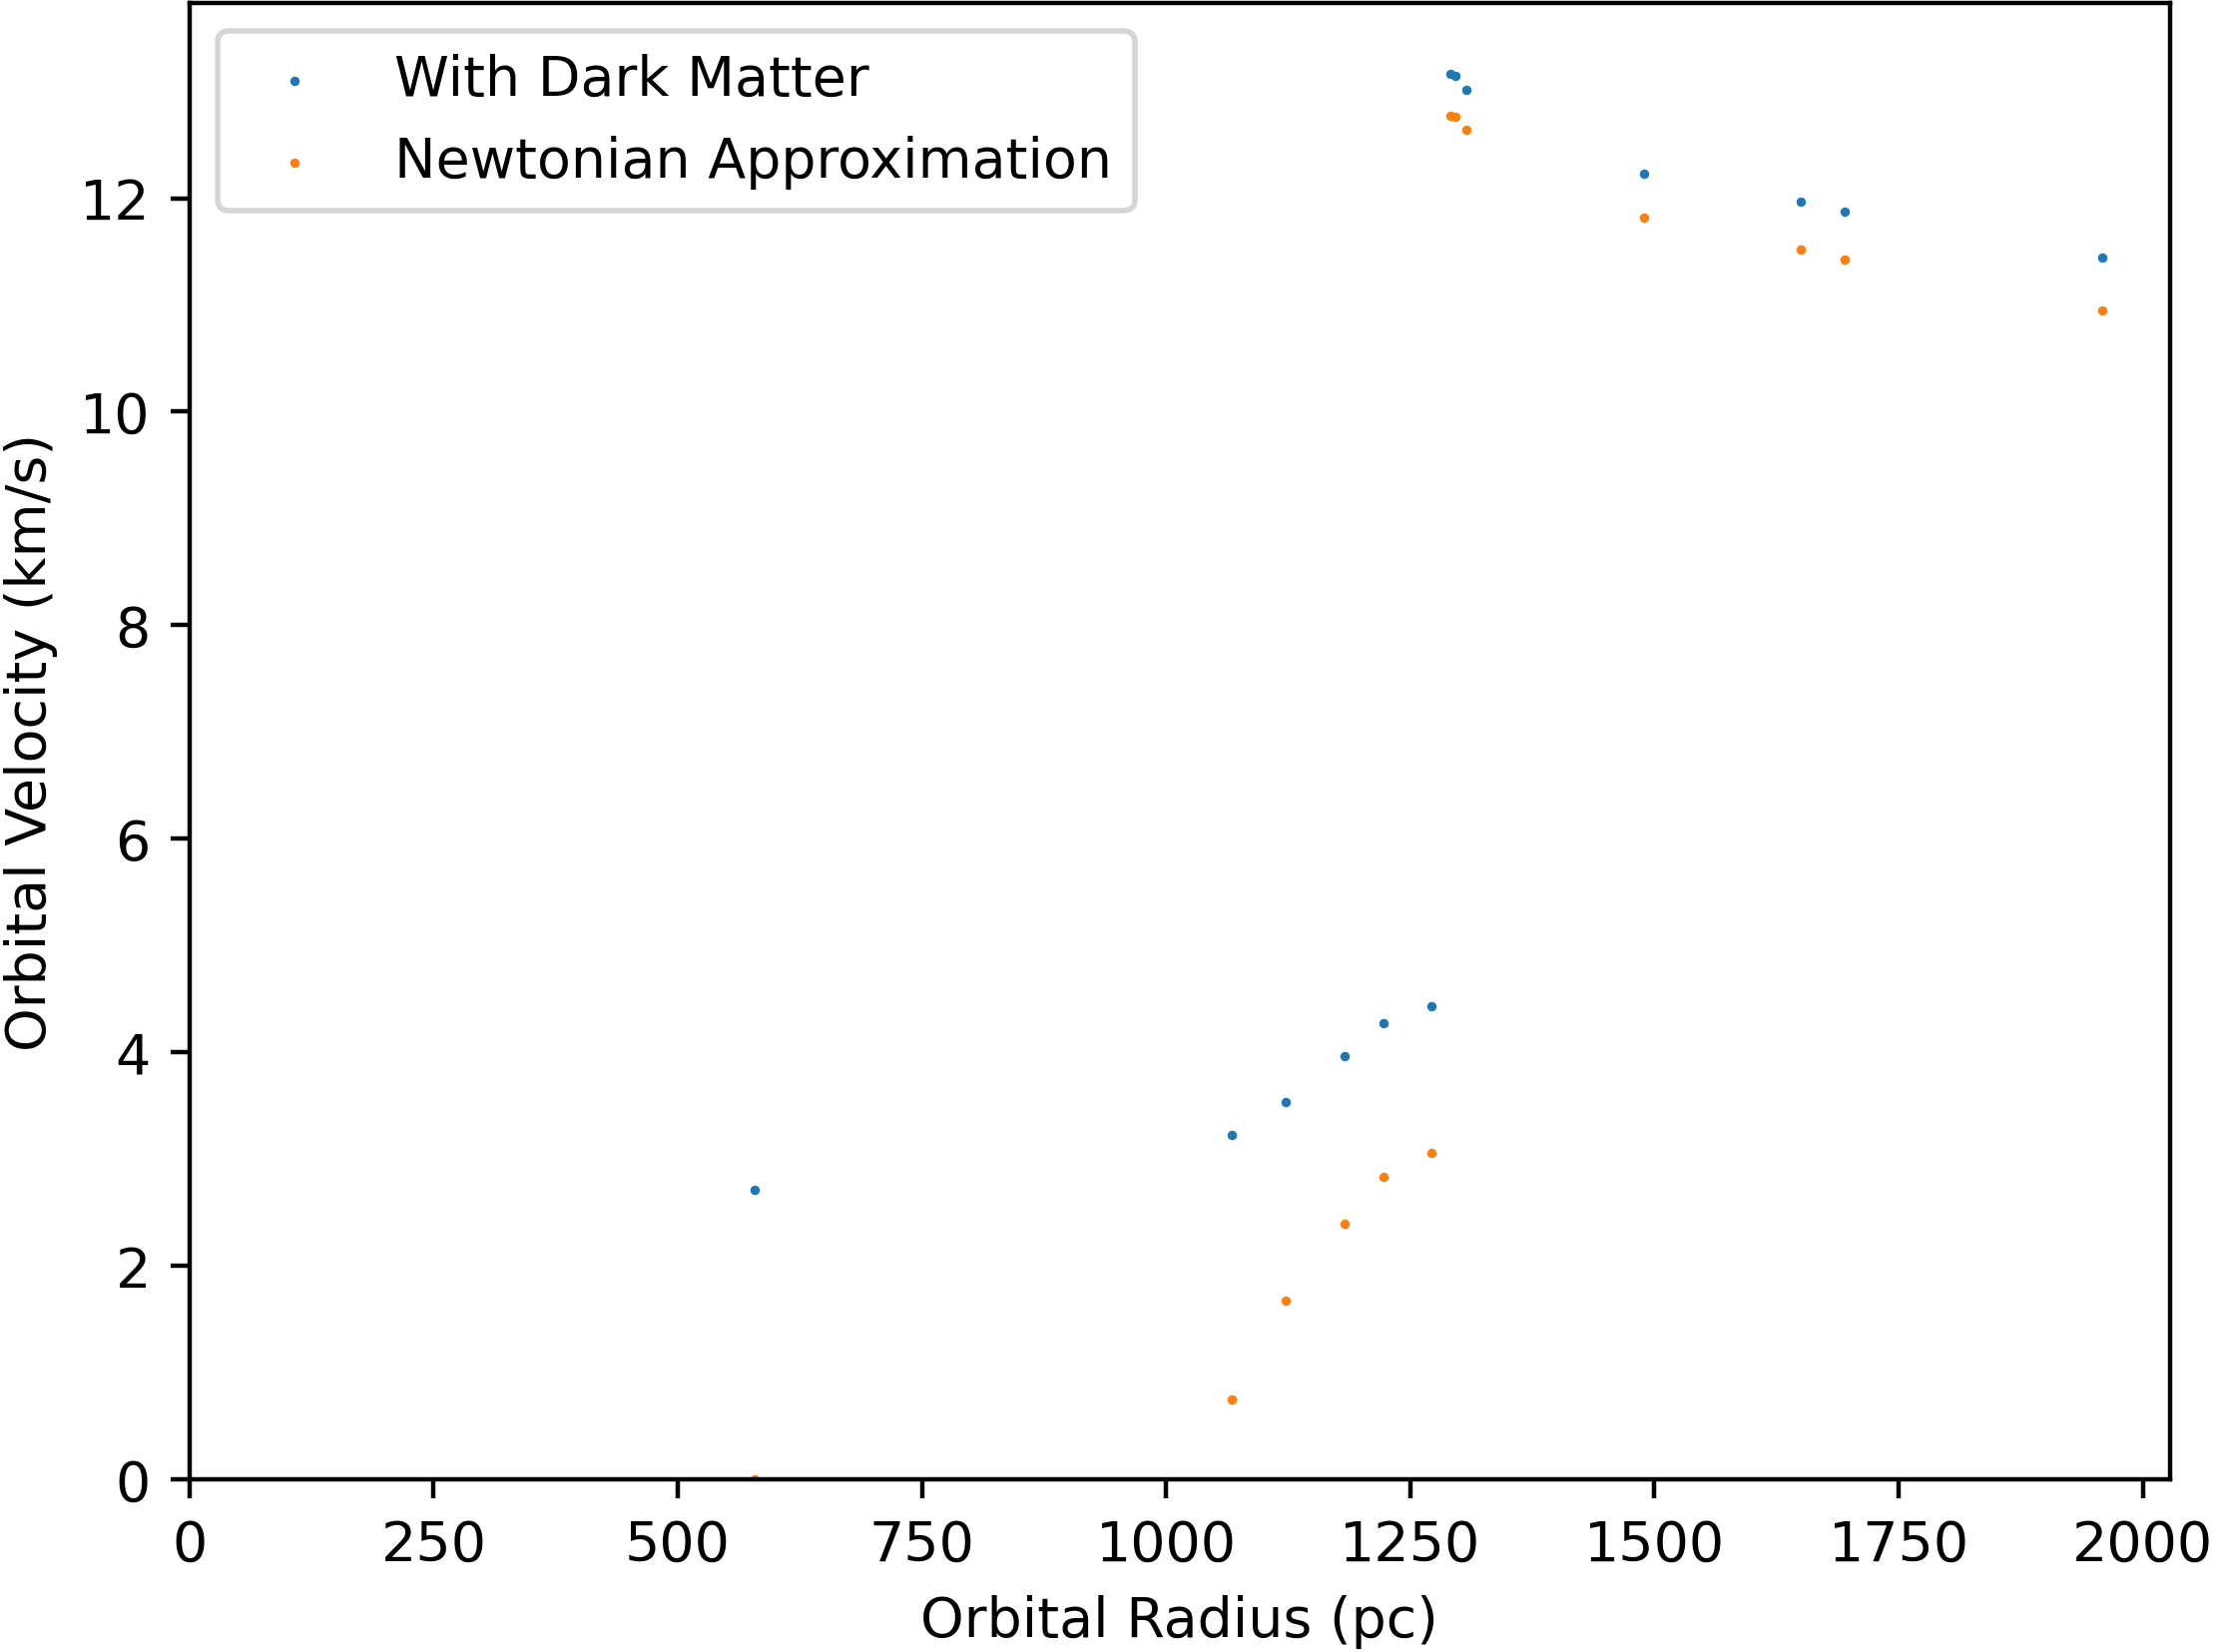 With Dark Matter
Newtonian Approximation
12
10
8
6
4
2
0
Orbital Velocity (km/s)
0 250 500 750 1000 1250 1500 1750 2000
Orbital Radius (pc)